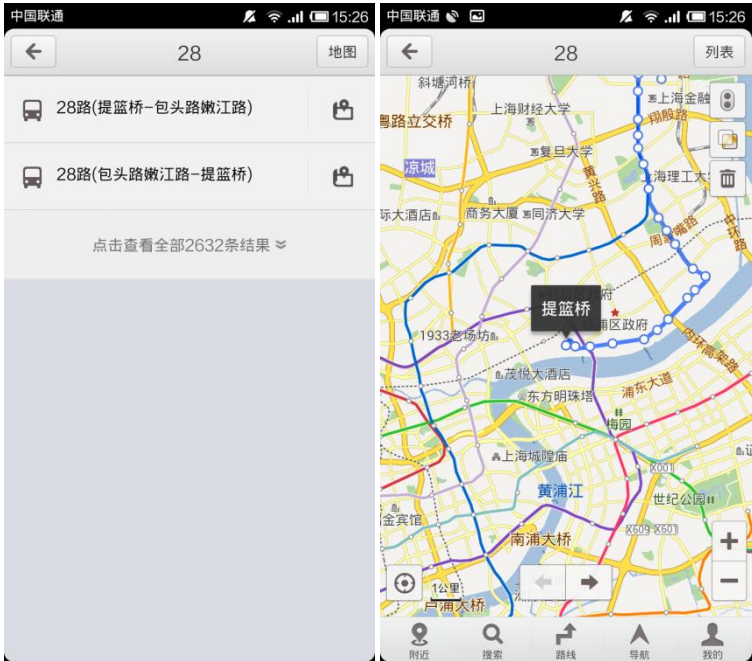 中国联通
15:26
28
地图
28路(提篮桥-包头路嫩江路)
28路(包头路嫩江路-提篮桥)
点击查看全部2632条结果
中国联通
15:26
28
列表
斜塘河桥
上海金融
上海财经大学
翔殷路
粤路立交桥
复旦大学
凉城
黄兴路
上海理工大
际大酒店
商务大厦
同济大学
中环路
周家嘴路
提篮桥
府
浦区政府
1933老场坊
内环高架路
茂悦大酒店
浦东大道
东方明珠塔
梅园
上海城隍庙
X001
黄浦江
世纪公园
金宾馆
X609
X601
南浦大桥
1公里
卢浦大桥
附近
搜索
路线
导航
我的